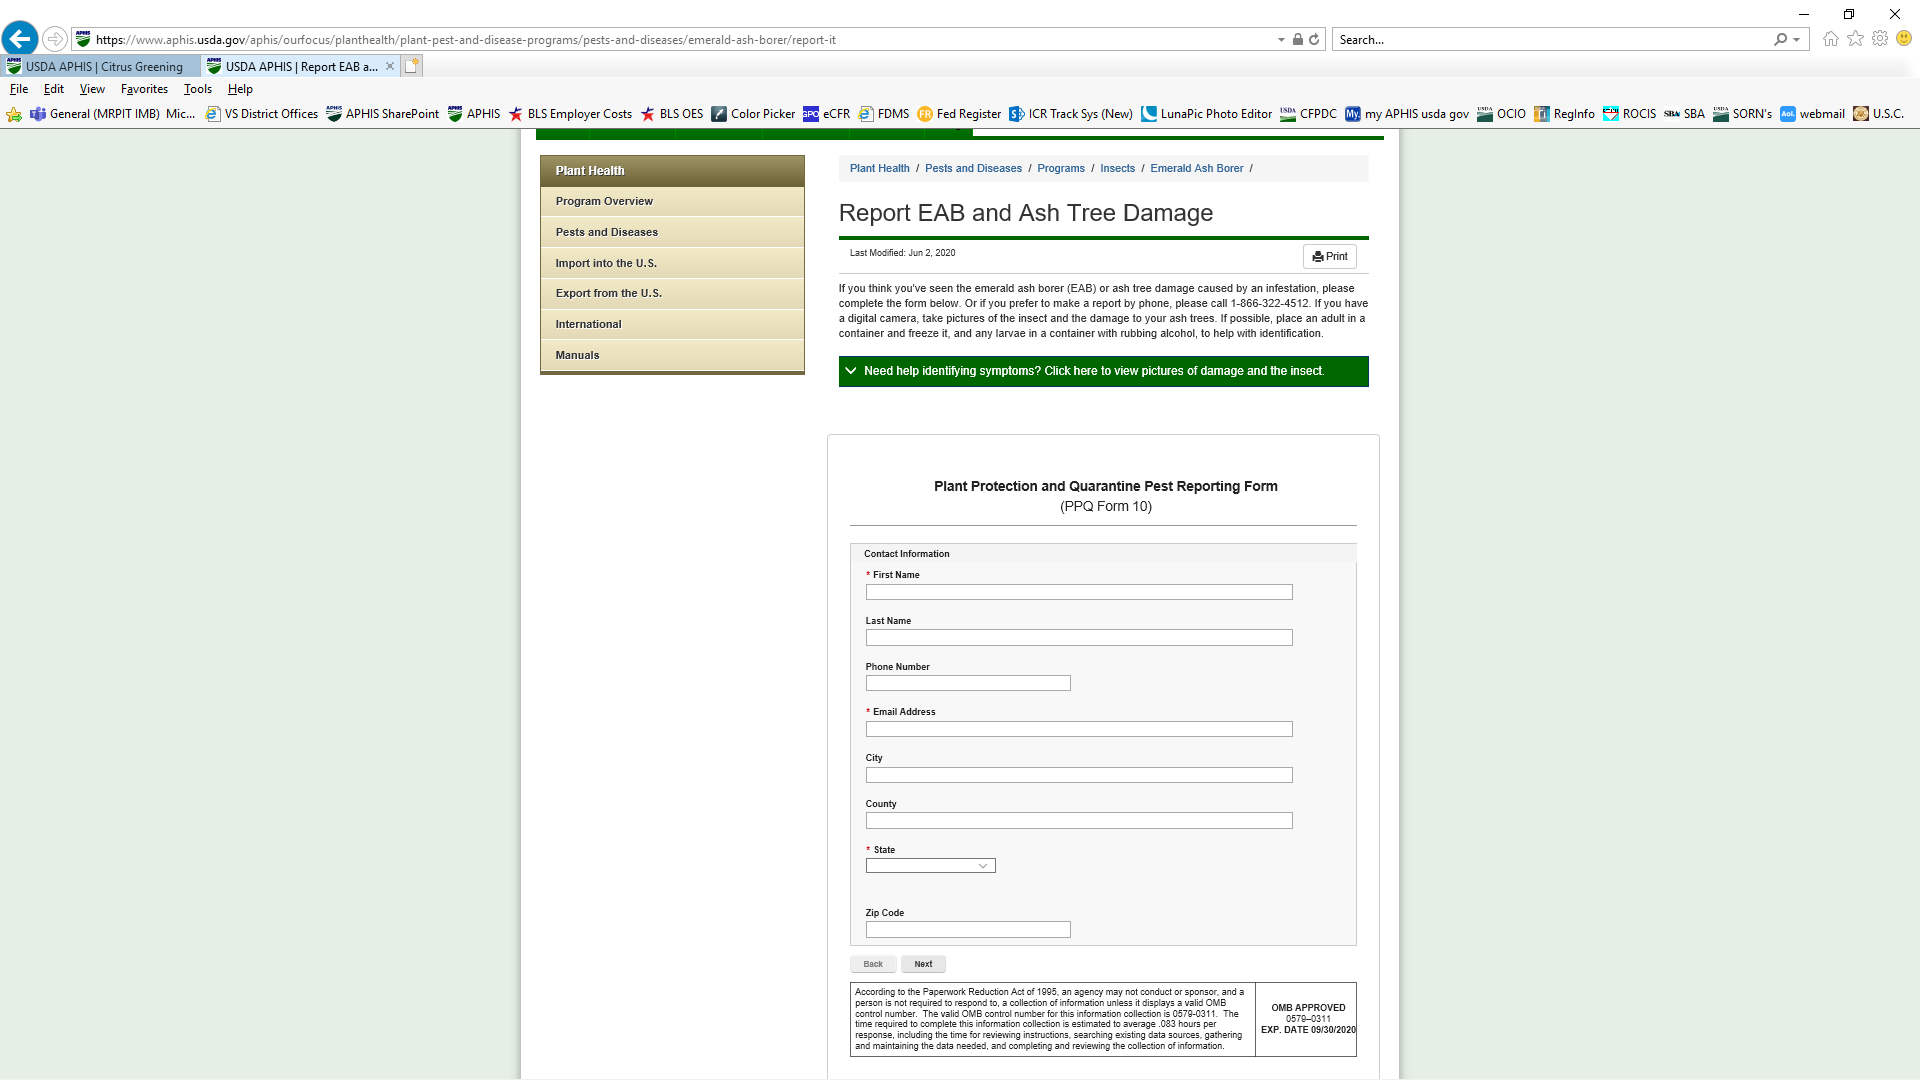 https://www.aphis.usda.gov/aphis/ourfocus/planthealth/plant-pest-and-disease-programs/pests-and-diseases/emerald-ash-borer/report-it
Search...
USDA APHIS | Citrus Greening
USDA APHIS | Report EAB a...
File Edit View Favorites Tools Help
General (MRPIT IMB) Mic... VS District Offices APHIS SharePoint APHIS BLS Employer Costs BLS OES Color Picker eCFR FDMS Fed Register ICR Track Sys (New) LunaPic Photo Editor CFPDC my APHIS usda gov OCIO RegInfo ROCIS SBA SORN's webmail U.S.C.
Plant Health
Program Overview
Pests and Diseases
Import into the U.S.
Export from the U.S.
International
Manuals
Plant Health / Pests and Diseases / Programs / Insects / Emerald Ash Borer /
Report EAB and Ash Tree Damage
Last Modified: Jun 2, 2020
Print
If you think you've seen the emerald ash borer (EAB) or ash tree damage caused by an infestation, please
complete the form below. Or if you prefer to make a report by phone, please call 1-866-322-4512. If you have
a digital camera, take pictures of the insect and the damage to your ash trees. If possible, place an adult in a
container and freeze it, and any larvae in a container with rubbing alcohol, to help with identification.
Need help identifying symptoms? Click here to view pictures of damage and the insect.
Plant Protection and Quarantine Pest Reporting Form
(PPQ Form 10)
Contact Information
* First Name
Last Name
Phone Number
* Email Address
City
County
* State
Zip Code
Back Next
According to the Paperwork Reduction Act of 1995, an agency may not conduct or sponsor, and a
person is not required to respond to, a collection of information unless it displays a valid OMB
control number. The valid OMB control number for this information collection is 0579-0311. The
time required to complete this information collection is estimated to average .083 hours per
response, including the time for reviewing instructions, searching existing data sources, gathering
and maintaining the data needed, and completing and reviewing the collection of information.
OMB APPROVED
0579–0311
EXP. DATE 09/30/2020